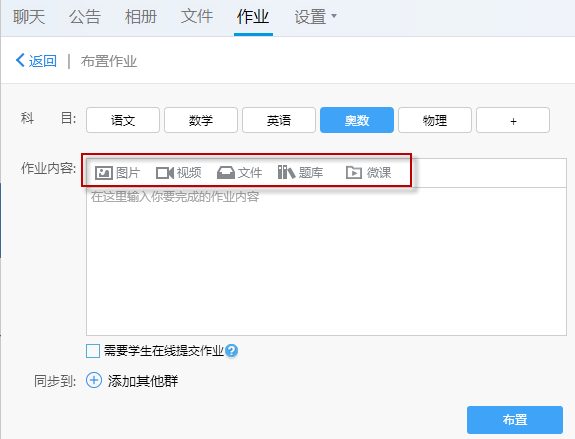 聊天 公告 相册 文件 作业 设置
返回 | 布置作业
科 目: 语文 数学 英语 奥数 物理 +
作业内容: 图片 视频 文件 题库 微课
在这里输入你要完成的作业内容
需要学生在线提交作业 ?
同步到: 添加其他群
布置